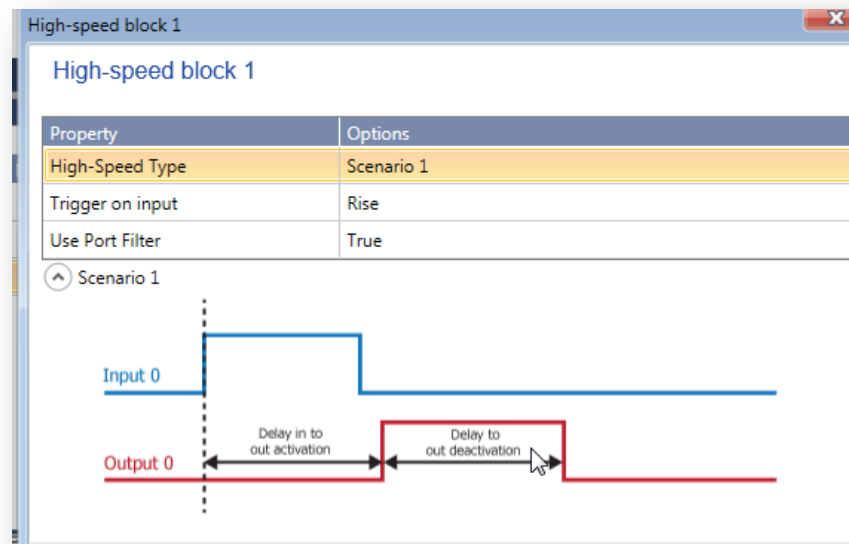 High-speed block 1
High-speed block 1
Property Options
High-Speed Type Scenario 1
Trigger on input Rise
Use Port Filter True
Scenario 1
Input 0
Delay in to
out activation
Delay to
out deactivation
Output 0